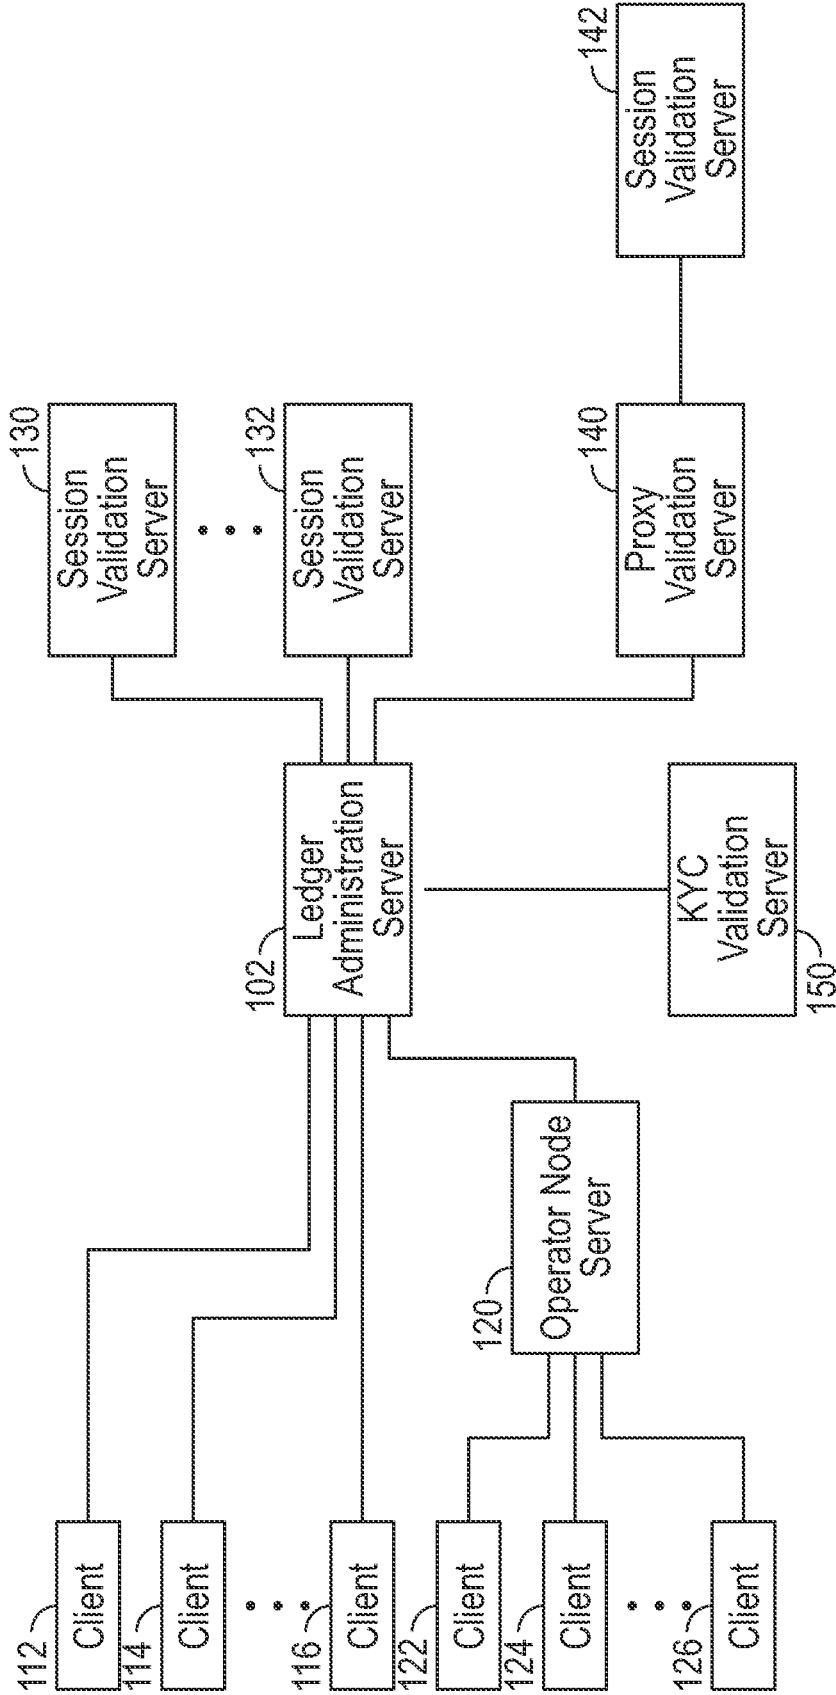 112
Client
114
Client
116
Client
122
Client
124
Client
126
Client
120
Operator Node
Server
102
Ledger
Administration
Server
KYC
Validation
Server
150
130
Session
Validation
Server
132
Session
Validation
Server
140
Proxy
Validation
Server
142
Session
Validation
Server